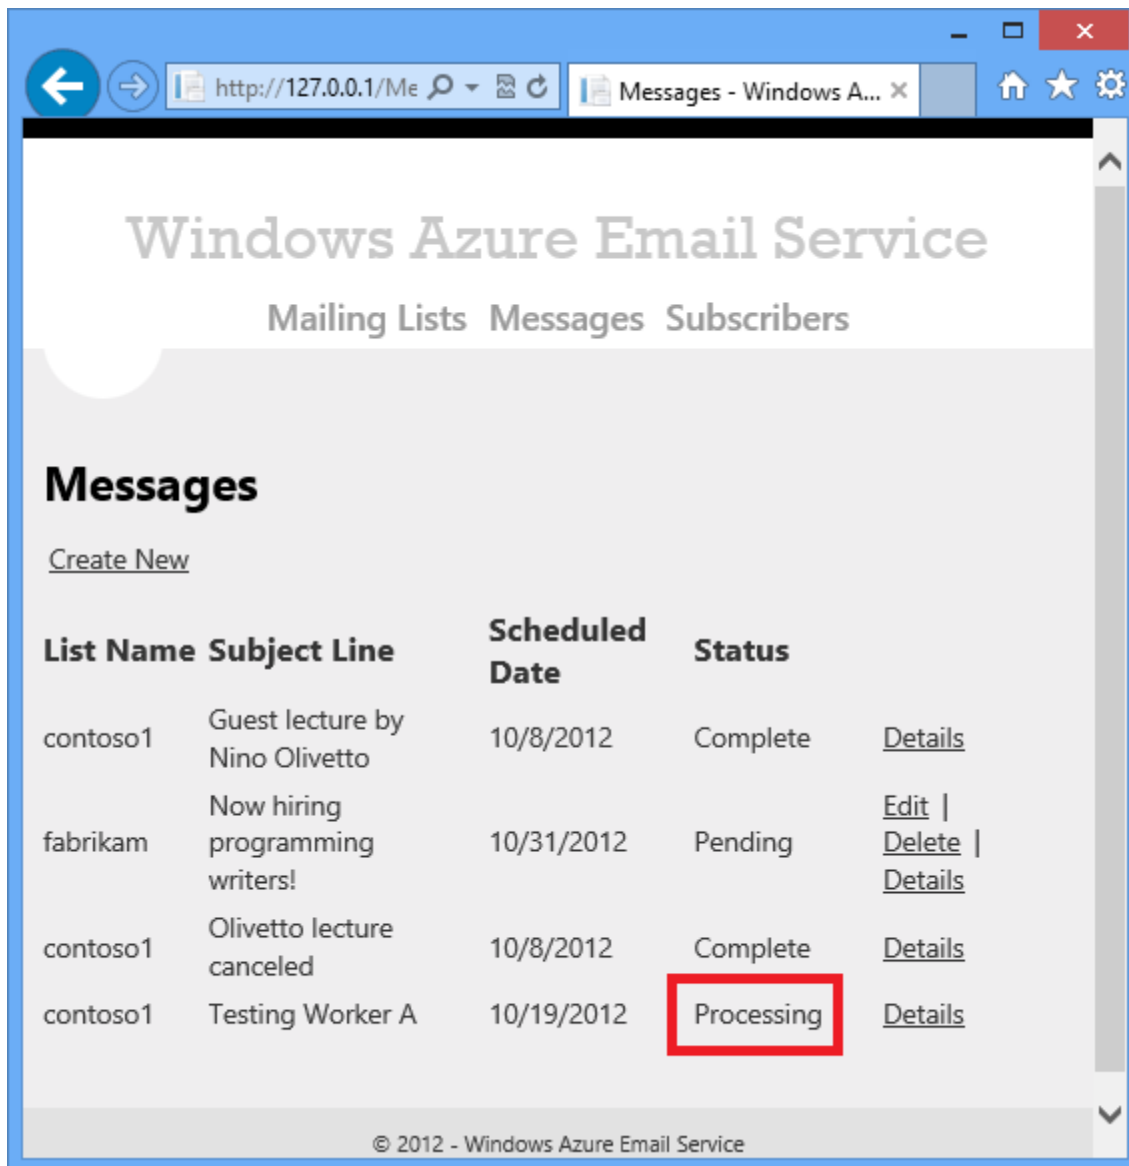 http://127.0.0.1/Me
Messages - Windows A...
Windows Azure Email Service
Mailing Lists Messages Subscribers
Messages
Create New
List Name Subject Line Scheduled Date Status
contoso1 Guest lecture by Nino Olivetto 10/8/2012 Complete Details
fabrikam Now hiring programming writers! 10/31/2012 Pending Edit | Delete | Details
contoso1 Olivetto lecture canceled 10/8/2012 Complete Details
contoso1 Testing Worker A 10/19/2012 Processing Details
© 2012 - Windows Azure Email Service